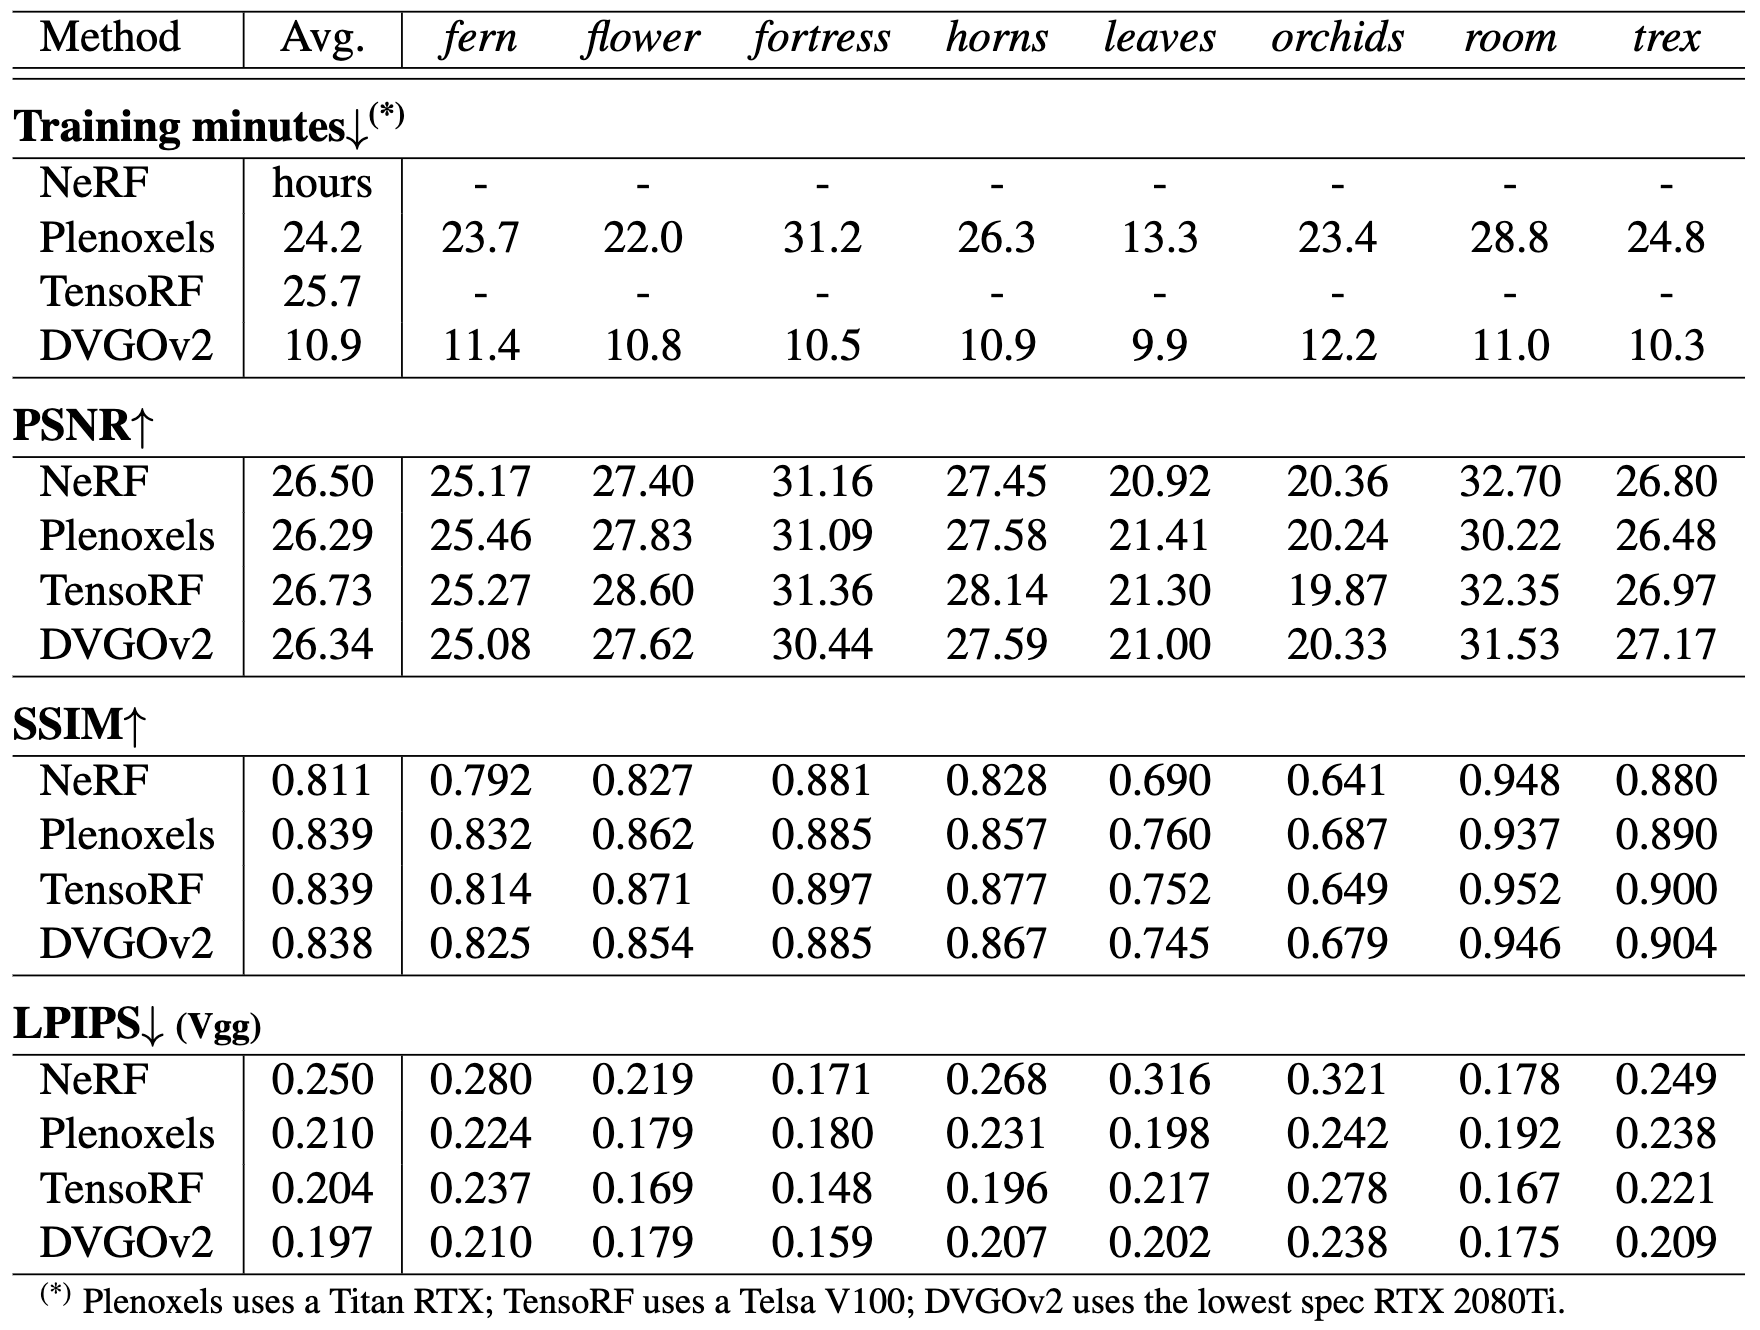 Method Avg. fern flower fortress horns leaves orchids room trex
Training minutes↓(*)
NeRF hours - - - - - - - -
Plenoxels 24.2 23.7 22.0 31.2 26.3 13.3 23.4 28.8 24.8
TensoRF 25.7 - - - - - - - -
DVGOv2 10.9 11.4 10.8 10.5 10.9 9.9 12.2 11.0 10.3
PSNR↑
NeRF 26.50 25.17 27.40 31.16 27.45 20.92 20.36 32.70 26.80
Plenoxels 26.29 25.46 27.83 31.09 27.58 21.41 20.24 30.22 26.48
TensoRF 26.73 25.27 28.60 31.36 28.14 21.30 19.87 32.35 26.97
DVGOv2 26.34 25.08 27.62 30.44 27.59 21.00 20.33 31.53 27.17
SSIM↑
NeRF 0.811 0.792 0.827 0.881 0.828 0.690 0.641 0.948 0.880
Plenoxels 0.839 0.832 0.862 0.885 0.857 0.760 0.687 0.937 0.890
TensoRF 0.839 0.814 0.871 0.897 0.877 0.752 0.649 0.952 0.900
DVGOv2 0.838 0.825 0.854 0.885 0.867 0.745 0.679 0.946 0.904
LPIPS↓ (Vgg)
NeRF 0.250 0.280 0.219 0.171 0.268 0.316 0.321 0.178 0.249
Plenoxels 0.210 0.224 0.179 0.180 0.231 0.198 0.242 0.192 0.238
TensoRF 0.204 0.237 0.169 0.148 0.196 0.217 0.278 0.167 0.221
DVGOv2 0.197 0.210 0.179 0.159 0.207 0.202 0.238 0.175 0.209
(*) Plenoxels uses a Titan RTX; TensoRF uses a Telsa V100; DVGOv2 uses the lowest spec RTX 2080Ti.